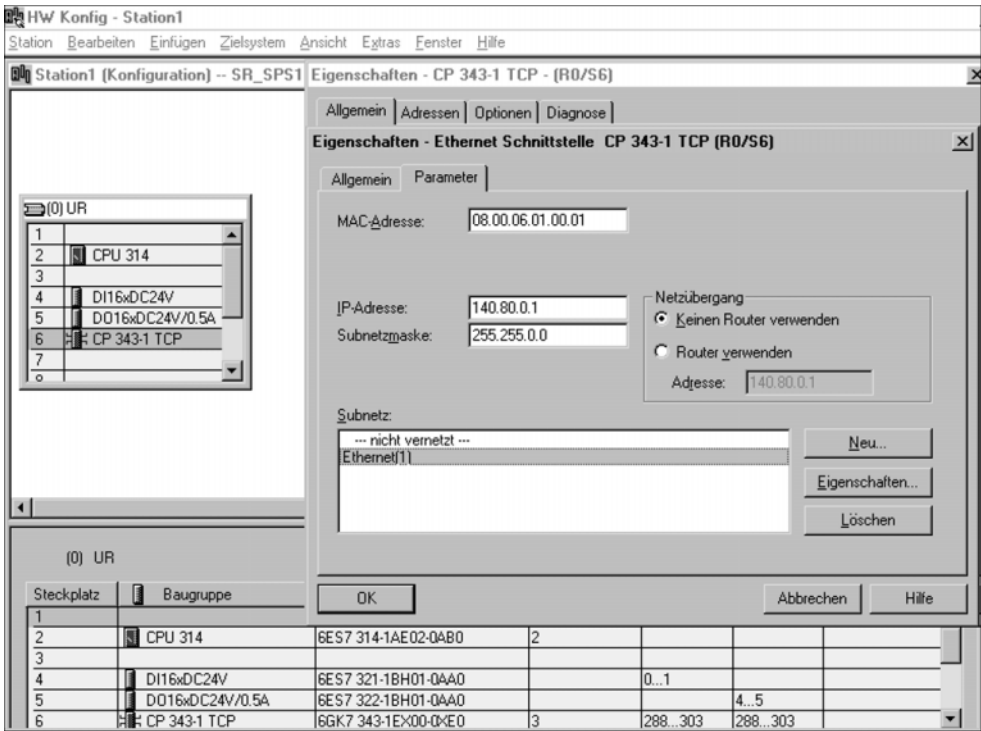 HW Konfig - Station1
Station Bearbeiten Einfügen Zielsystem Ansicht Extras Fenster Hilfe
Station1 (Konfiguration) -- SR_SPS1
Eigenschaften - CP 343-1 TCP - (R0/S6)
Allgemein Adressen Optionen Diagnose
Eigenschaften - Ethernet Schnittstelle CP 343-1 TCP (R0/S6)
Allgemein Parameter
(0) UR
1
2 CPU 314
3
4 DI16xDC24V
5 DO16xDC24V/0.5A
6 CP 343-1 TCP
7
MAC-Adresse: 08.00.06.01.00.01
IP-Adresse: 140.80.0.1
Subnetzmaske: 255.255.0.0
Netzübergang
Keinen Router verwenden
Router verwenden
Adresse: 140.80.0.1
Subnetz:
--- nicht vernetzt ---
Ethernet(1)
Neu...
Eigenschaften...
Löschen
OK Abbrechen Hilfe
(0) UR
Steckplatz Baugruppe
1
2 CPU 314 6ES7 314-1AE02-0AB0 2
3
4 DI16xDC24V 6ES7 321-1BH01-0AA0 0...1
5 DO16xDC24V/0.5A 6ES7 322-1BH01-0AA0 4...5
6 CP 343-1 TCP 6GK7 343-1EX00-0XE0 3 288...303 288...303